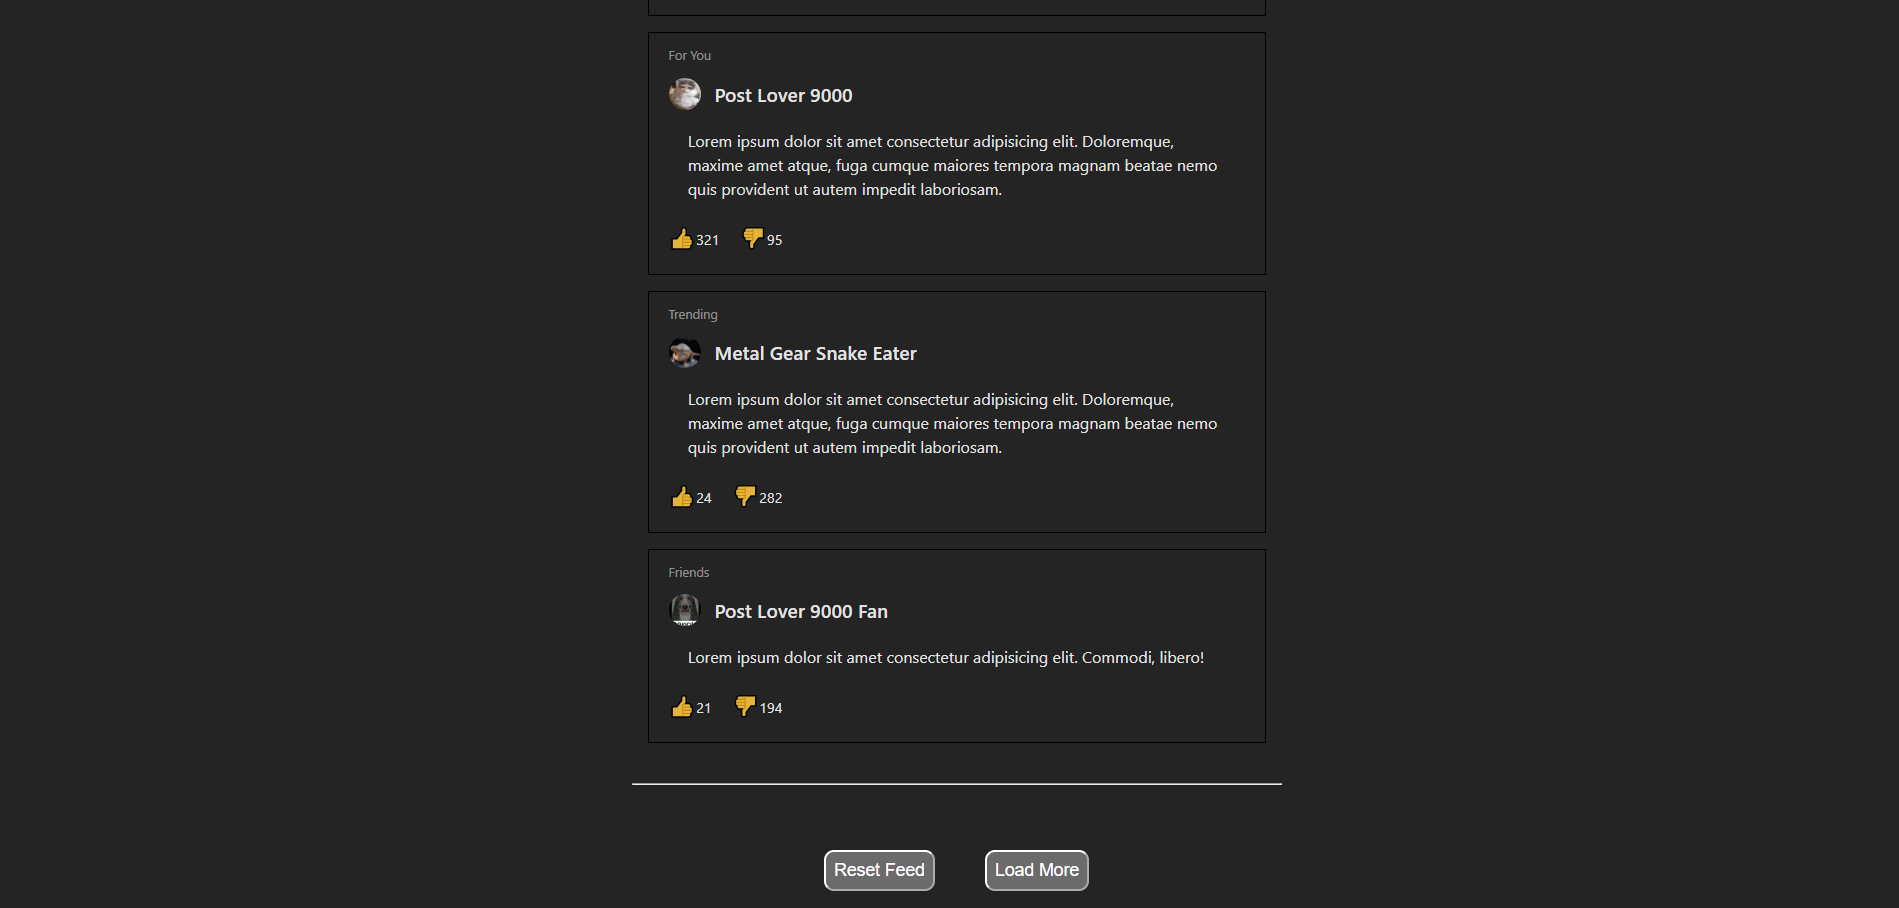 For You
Post Lover 9000
Lorem ipsum dolor sit amet consectetur adipisicing elit. Doloremque,
maxime amet atque, fuga cumque maiores tempora magnam beatae nemo
quis provident ut autem impedit laboriosam.
321 95
Trending
Metal Gear Snake Eater
Lorem ipsum dolor sit amet consectetur adipisicing elit. Doloremque,
maxime amet atque, fuga cumque maiores tempora magnam beatae nemo
quis provident ut autem impedit laboriosam.
24 282
Friends
Post Lover 9000 Fan
Lorem ipsum dolor sit amet consectetur adipisicing elit. Commodi, libero!
21 194
Reset Feed Load More